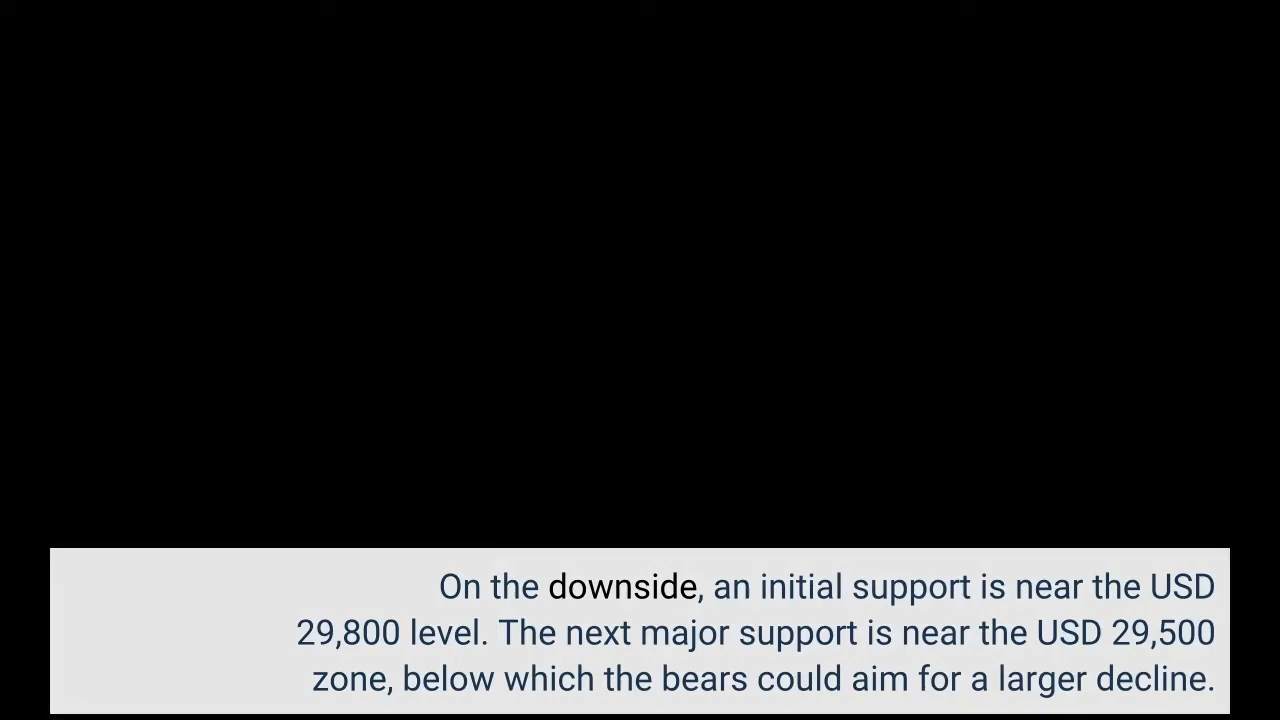 On the downside, an initial support is near the USD
29,800 level. The next major support is near the USD 29,500
zone, below which the bears could aim for a larger decline.